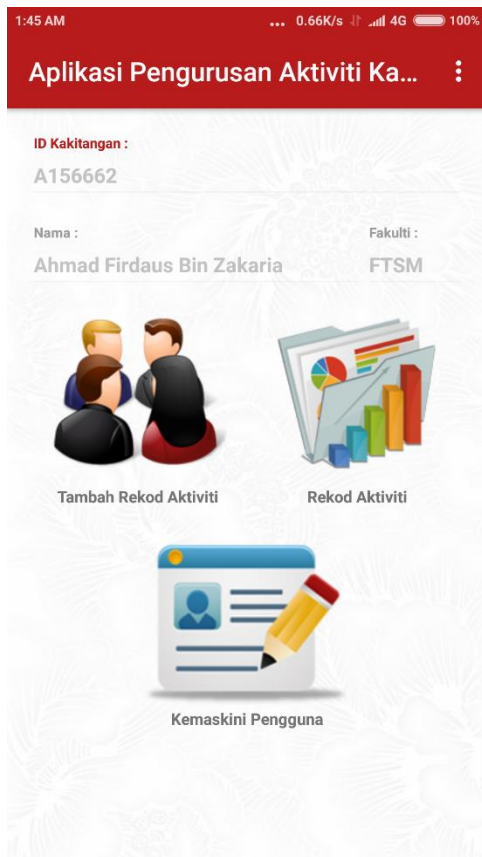 1:45 AM ... 0.66K/s 4G 100%
Aplikasi Pengurusan Aktiviti Ka...
ID Kakitangan :
A156662
Nama : Fakulti :
Ahmad Firdaus Bin Zakaria FTSM
Tambah Rekod Aktiviti Rekod Aktiviti
Kemaskini Pengguna